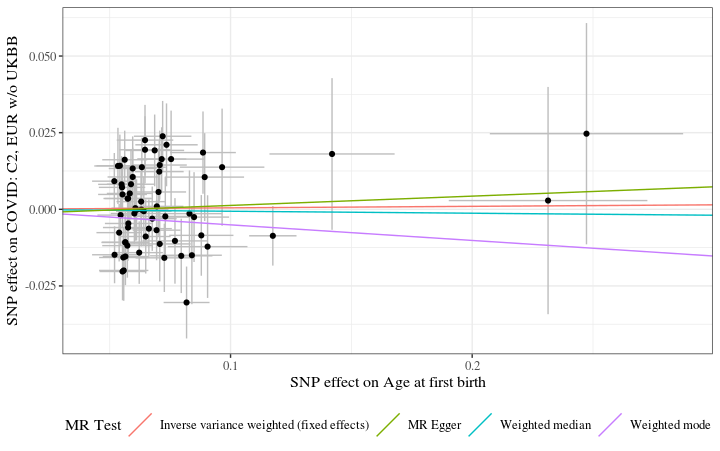 SNP effect on COVID: C2, EUR w/o UKBB
0.050
0.025
0.000
-0.025
0.1
0.2
SNP effect on Age at first birth
MR Test
Inverse variance weighted (fixed effects)
MR Egger
Weighted median
Weighted mode